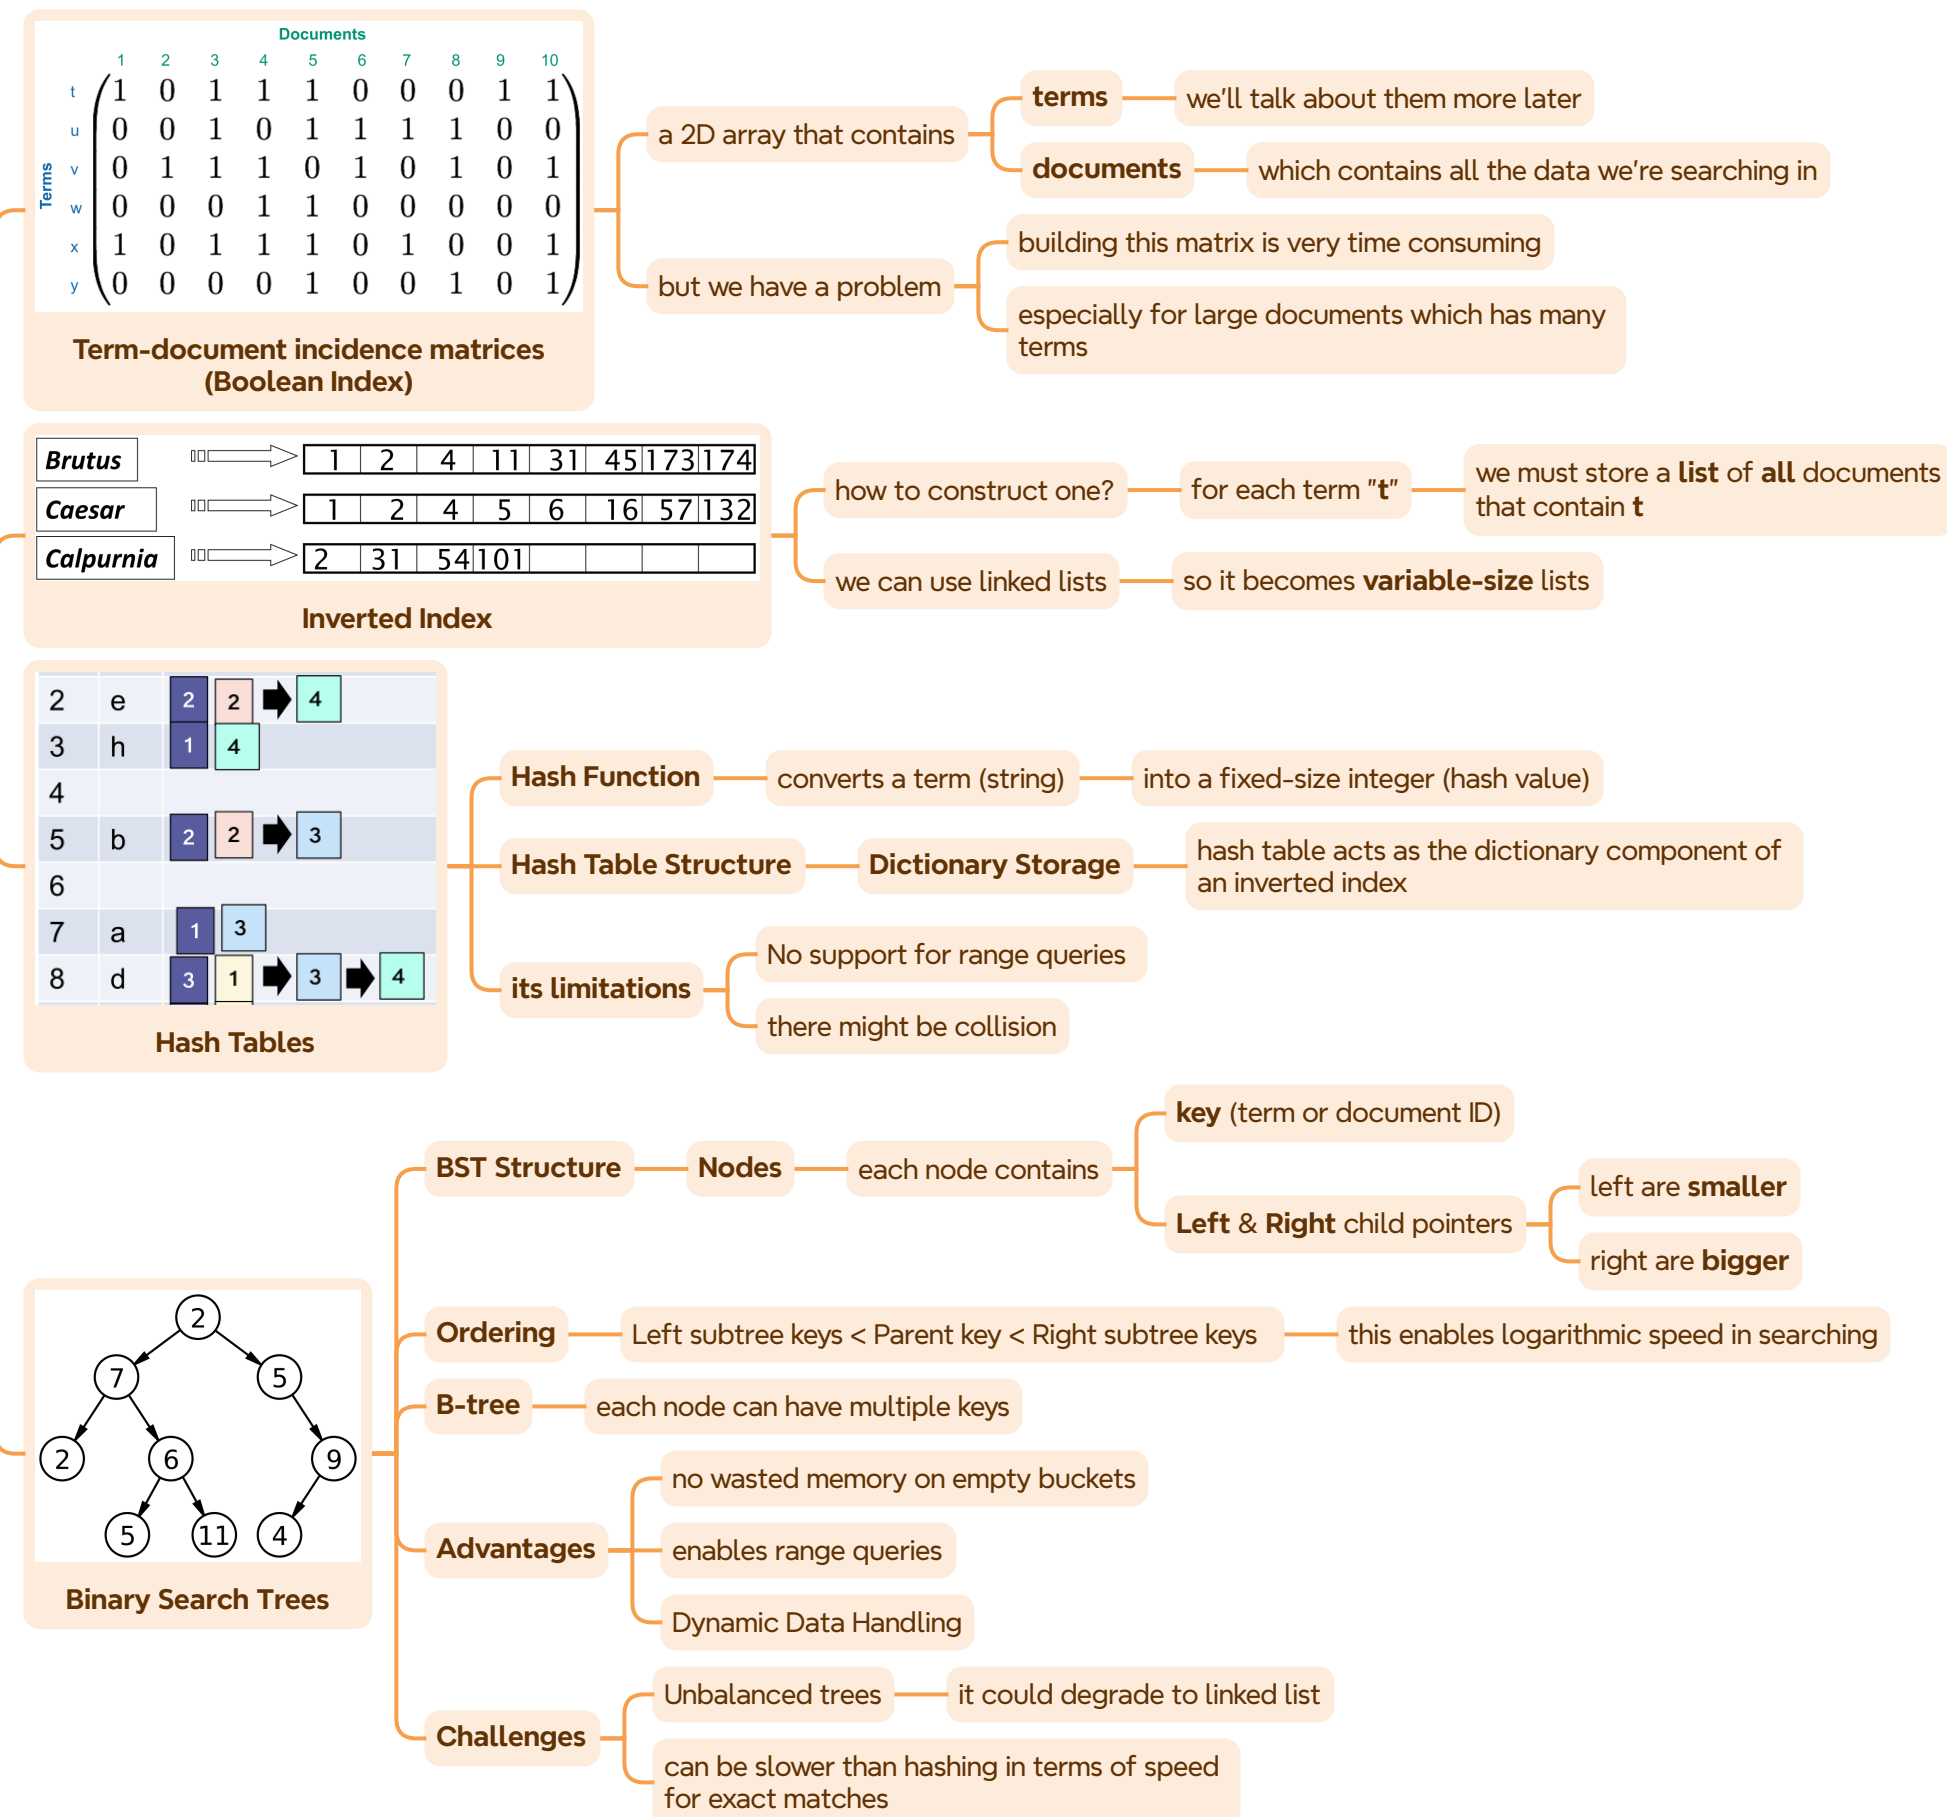 Documents
1 2 3 4 5 6 7 8 9 10
Terms
t 1 0 1 1 1 0 0 0 1 1
u 0 0 1 0 1 1 1 1 0 0
v 0 1 1 1 0 1 0 1 0 1
w 0 0 0 1 1 0 0 0 0 0
x 1 0 1 1 1 0 1 0 0 1
y 0 0 0 0 1 0 0 1 0 1
Term-document incidence matrices
(Boolean Index)
a 2D array that contains
terms
we'll talk about them more later
documents
which contains all the data we're searching in
but we have a problem
building this matrix is very time consuming
especially for large documents which has many
terms
Brutus 1 2 4 11 31 45 173 174
Caesar 1 2 4 5 6 16 57 132
Calpurnia 2 31 54 101
Inverted Index
how to construct one?
for each term "t"
we must store a list of all documents
that contain t
we can use linked lists
so it becomes variable-size lists
2 e 2 2 4
3 h 1 4
4
5 b 2 2 3
6
7 a 1 3
8 d 3 1 3 4
Hash Tables
Hash Function
converts a term (string)
into a fixed-size integer (hash value)
Hash Table Structure
Dictionary Storage
hash table acts as the dictionary component of
an inverted index
its limitations
No support for range queries
there might be collision
2
7 5
2 6 9
5 11 4
Binary Search Trees
BST Structure
Nodes
each node contains
key (term or document ID)
Left & Right child pointers
left are smaller
right are bigger
Ordering
Left subtree keys < Parent key < Right subtree keys
this enables logarithmic speed in searching
B-tree
each node can have multiple keys
Advantages
no wasted memory on empty buckets
enables range queries
Dynamic Data Handling
Challenges
Unbalanced trees
it could degrade to linked list
can be slower than hashing in terms of speed
for exact matches